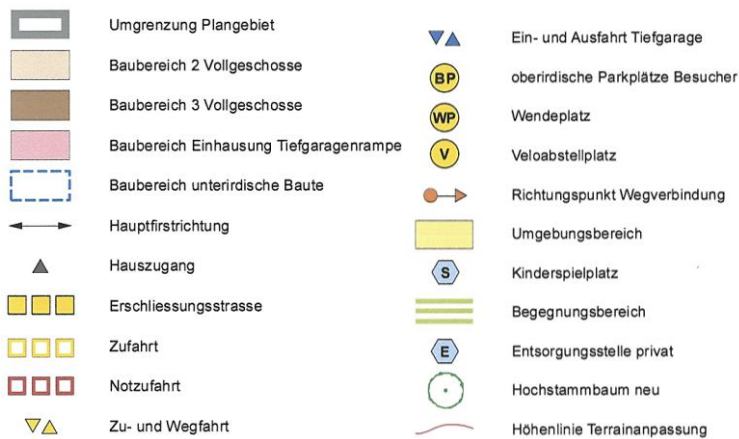 Umgrenzung Plangebiet
Baubereich 2 Vollgeschosse
Baubereich 3 Vollgeschosse
Baubereich Einhausung Tiefgaragenrampe
Baubereich unterirdische Baute
Hauptfirstrichtung
Hauszugang
Erschliessungsstrasse
Zufahrt
Notzufahrt
Zu- und Wegfahrt
Ein- und Ausfahrt Tiefgarage
BP oberirdische Parkplätze Besucher
WP Wendeplatz
V Veloabstellplatz
Richtungspunkt Wegverbindung
Umgebungsbereich
S Kinderspielplatz
Begegnungsbereich
E Entsorgungsstelle privat
Hochstammbaum neu
Höhenlinie Terrainanpassung